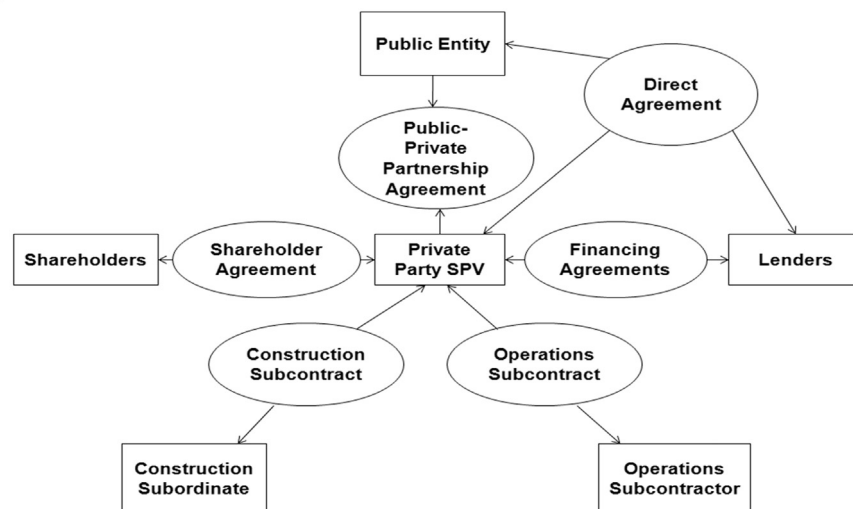 Public Entity
Direct
Agreement
Public-
Private
Partnership
Agreement
Shareholders
Shareholder
Agreement
Private
Party SPV
Financing
Agreements
Lenders
Construction
Subcontract
Operations
Subcontract
Construction
Subordinate
Operations
Subcontractor